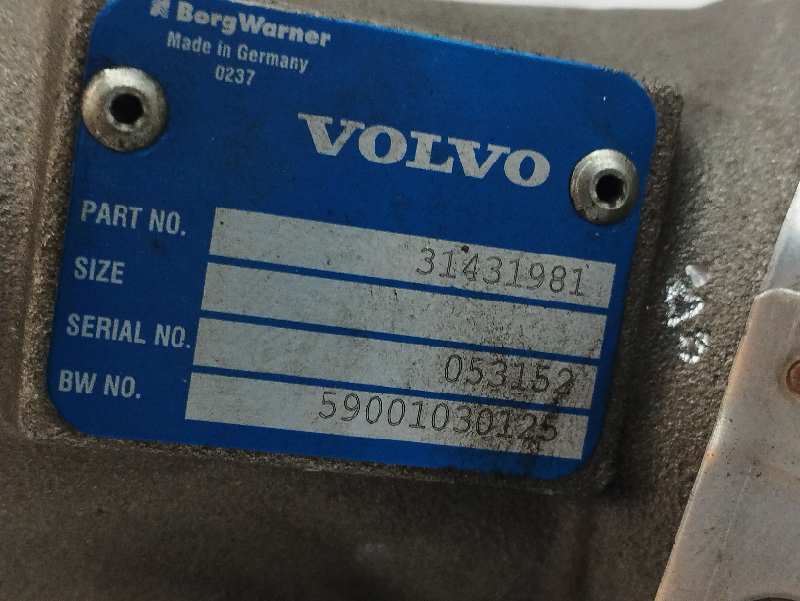 BorgWarner
Made in Germany
0237
VOLVO
PART NO. 31431981
SIZE
SERIAL NO. 053152
BW NO. 59001030125